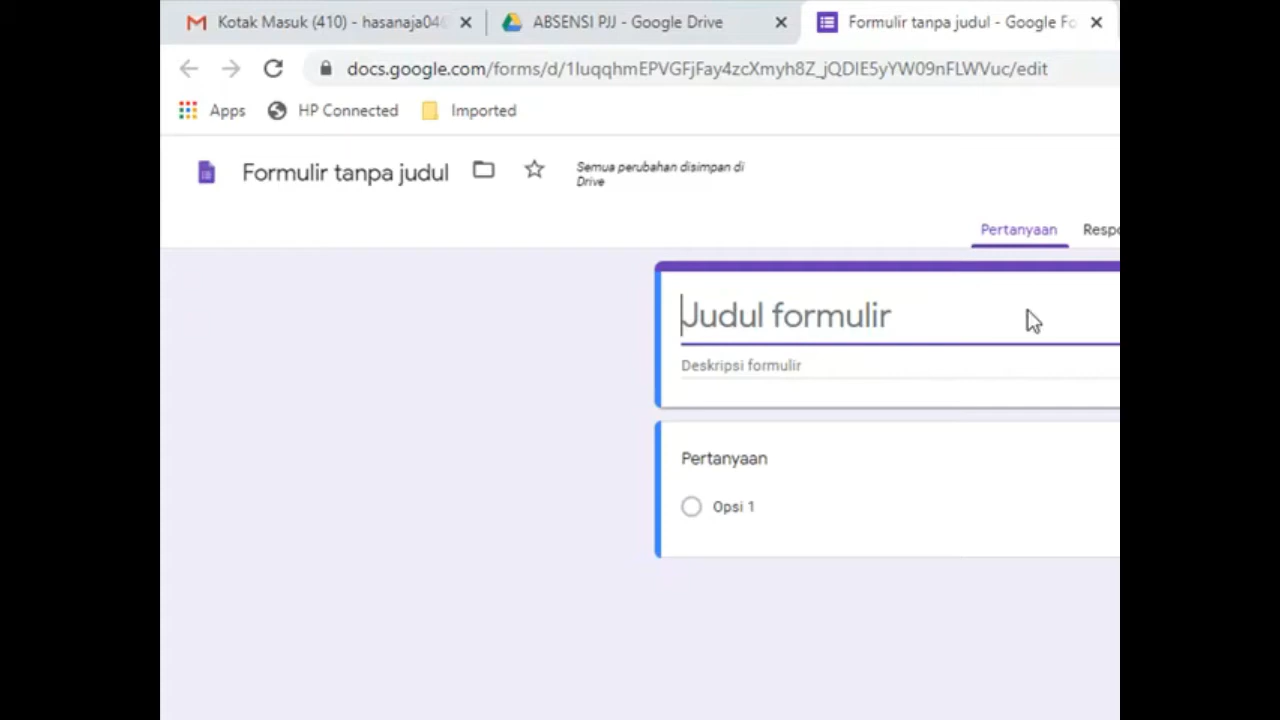 Kotak Masuk (410) - hasanaja046
ABSENSI PJJ - Google Drive
Formulir tanpa judul - Google Fo
docs.google.com/forms/d/1luqqhmEPVGFjFay4zcXmyh8Z_jQDIE5yYW09nFLWVuc/edit
Apps
HP Connected
Imported
Formulir tanpa judul
Semua perubahan disimpan di
Drive
Pertanyaan
Respo
Judul formulir
Deskripsi formulir
Pertanyaan
Opsi 1